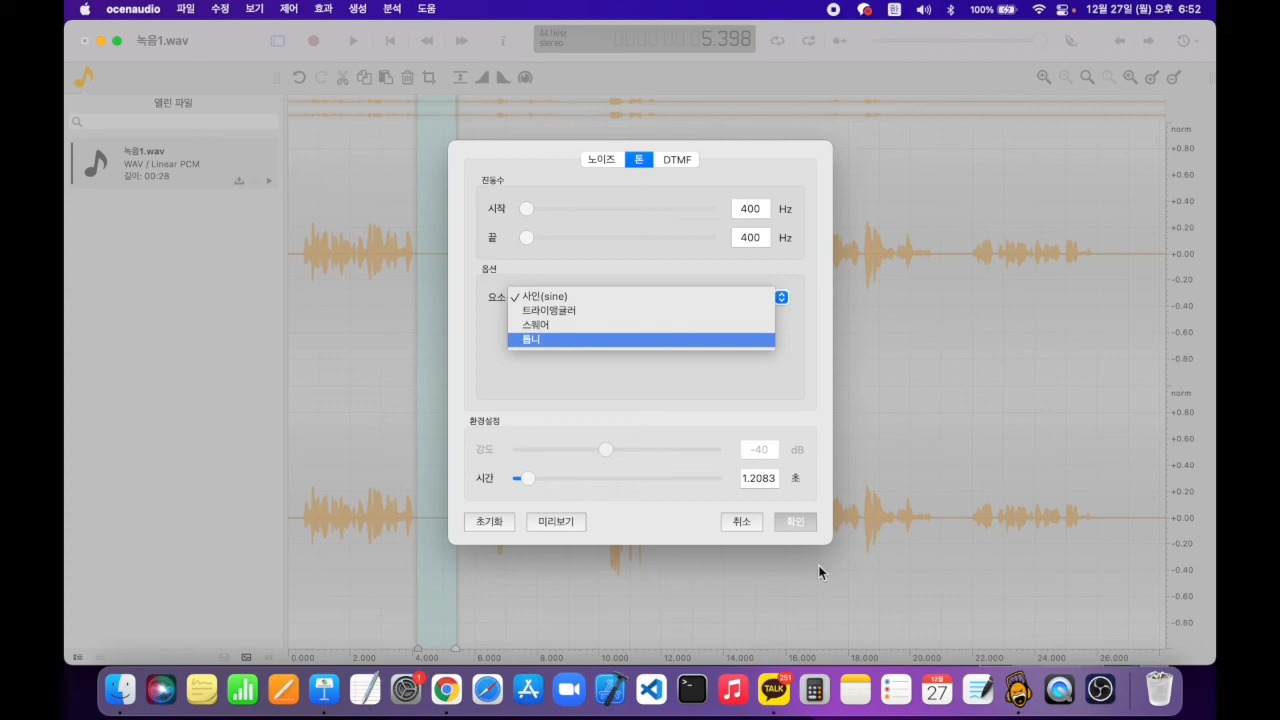 ocenaudio 파일 수정 보기 제어 효과 생성 분석 도움 한 100% 12월 27일 (월) 오후 6:52
녹음1.wav 44.1kHz stereo 5.398
열린 파일
녹음1.wav
WAV / Linear PCM
길이: 00:28
노이즈 톤 DTMF
진동수
시작 400 Hz
끝 400 Hz
옵션
요소 ✓ 사인(sine)
트라이앵귤러
스퀘어
톱니
환경설정
강도 -40 dB
시간 1.2083 초
초기화 미리보기 취소 확인
norm
+0.80
+0.60
+0.40
+0.20
+0.00
-0.20
-0.40
-0.60
-0.80
norm
+0.80
+0.60
+0.40
+0.20
+0.00
-0.20
-0.40
-0.60
-0.80
0.000 2.000 4.000 6.000 8.000 10.000 12.000 14.000 16.000 18.000 20.000 22.000 24.000 26.000
1 TALK 251 12월 27